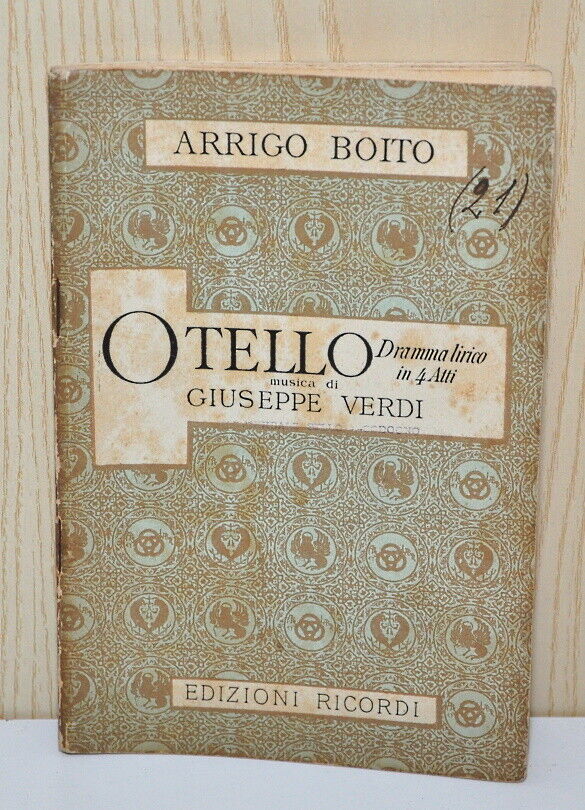 ARRIGO BOITO
(21)
OTELLO Dramma lirico
in 4 Atti
musica di
GIUSEPPE VERDI
EDIZIONI RICORDI